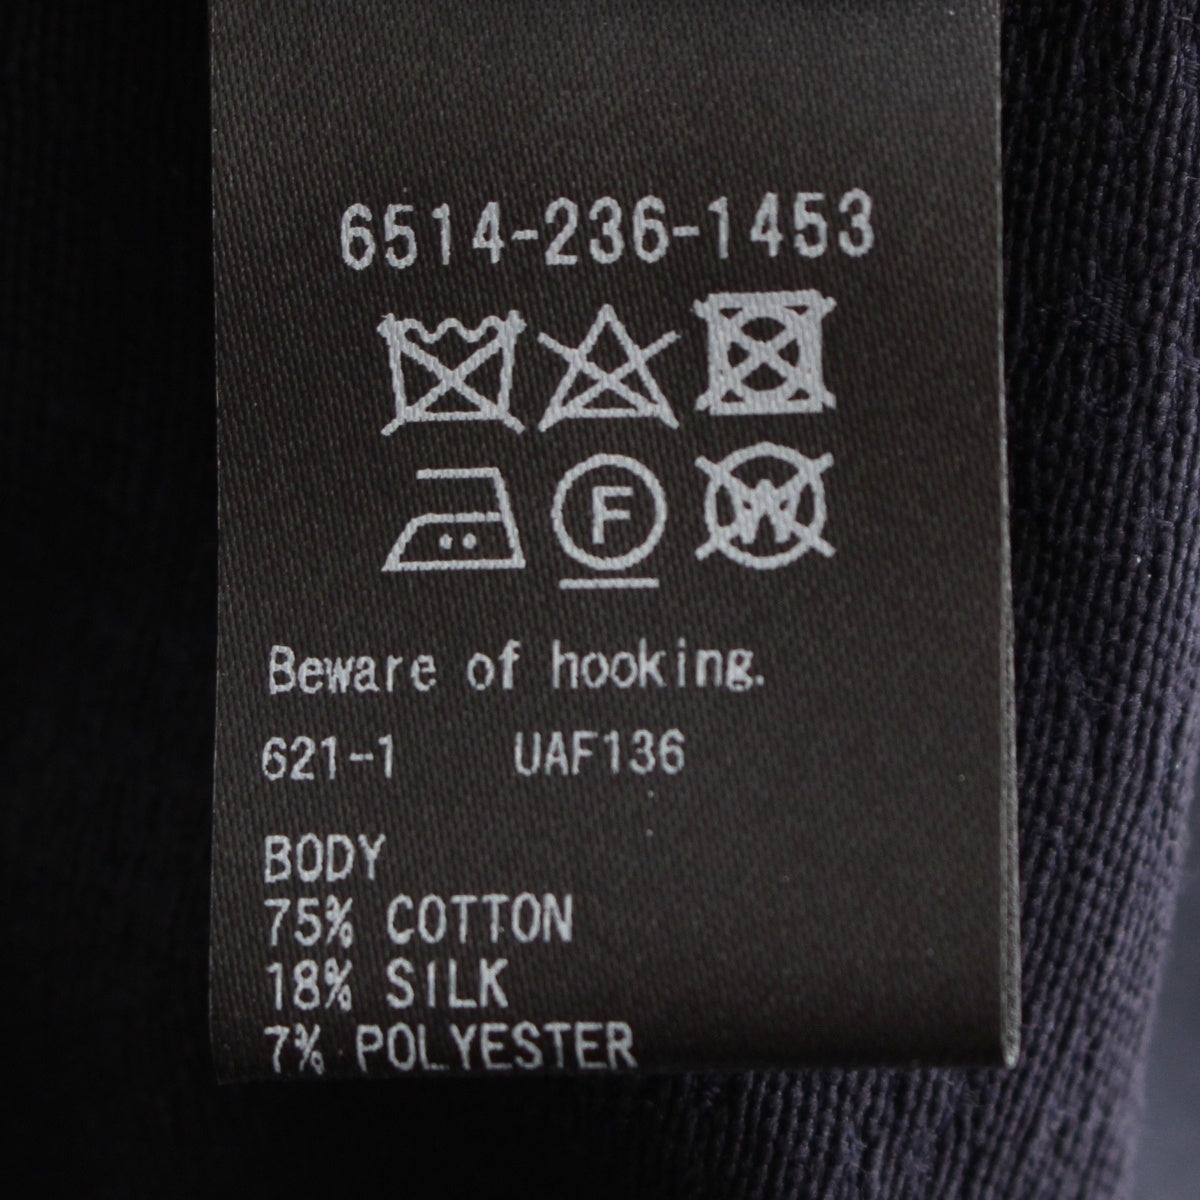 6514-236-1453
F W
Beware of hooking.
621-1 UAF136
BODY
75% COTTON
18% SILK
7% POLYESTER